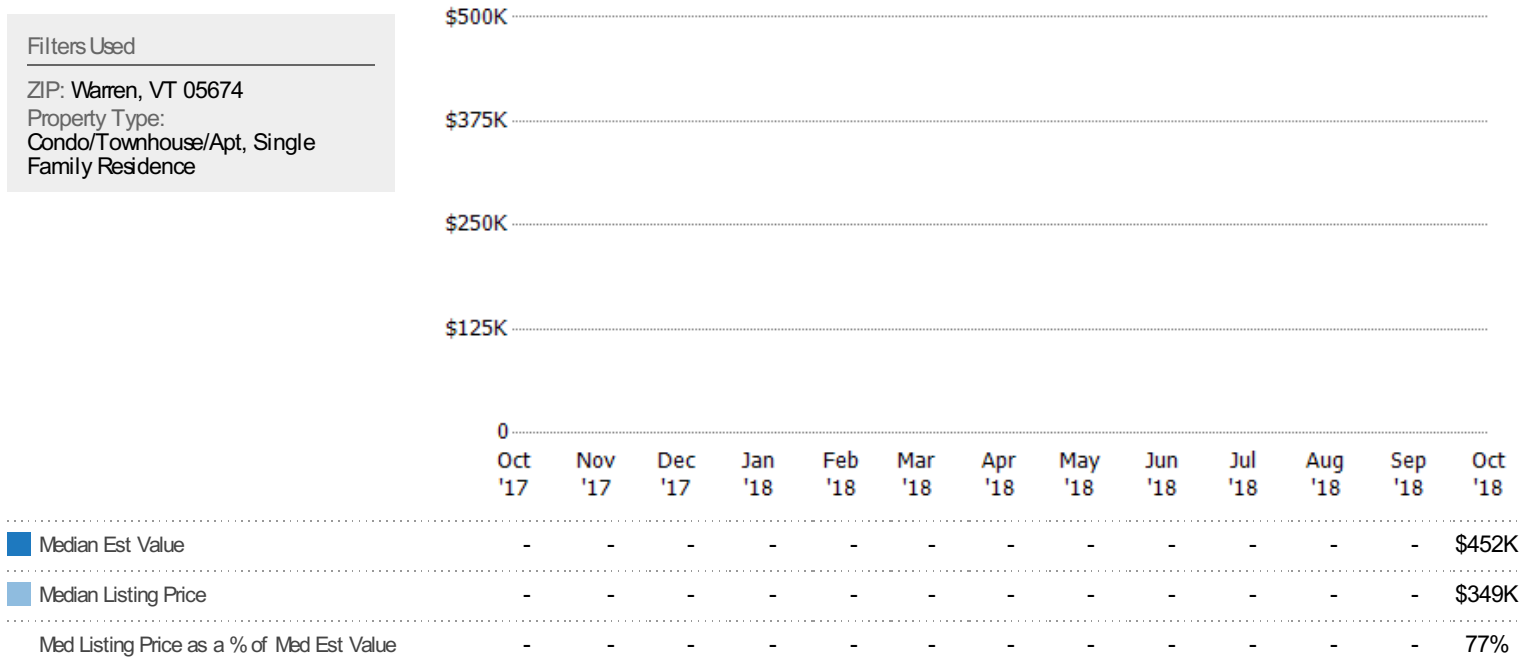 Filters Used
ZIP: Warren, VT 05674
Property Type:
Condo/Townhouse/Apt, Single
Family Residence
$500K
$375K
$250K
$125K
0
Oct Nov Dec Jan Feb Mar Apr May Jun Jul Aug Sep Oct
'17 '17 '17 '18 '18 '18 '18 '18 '18 '18 '18 '18 '18
Median Est Value - - - - - - - - - - - - $452K
Median Listing Price - - - - - - - - - - - - $349K
Med Listing Price as a % of Med Est Value - - - - - - - - - - - - 77%